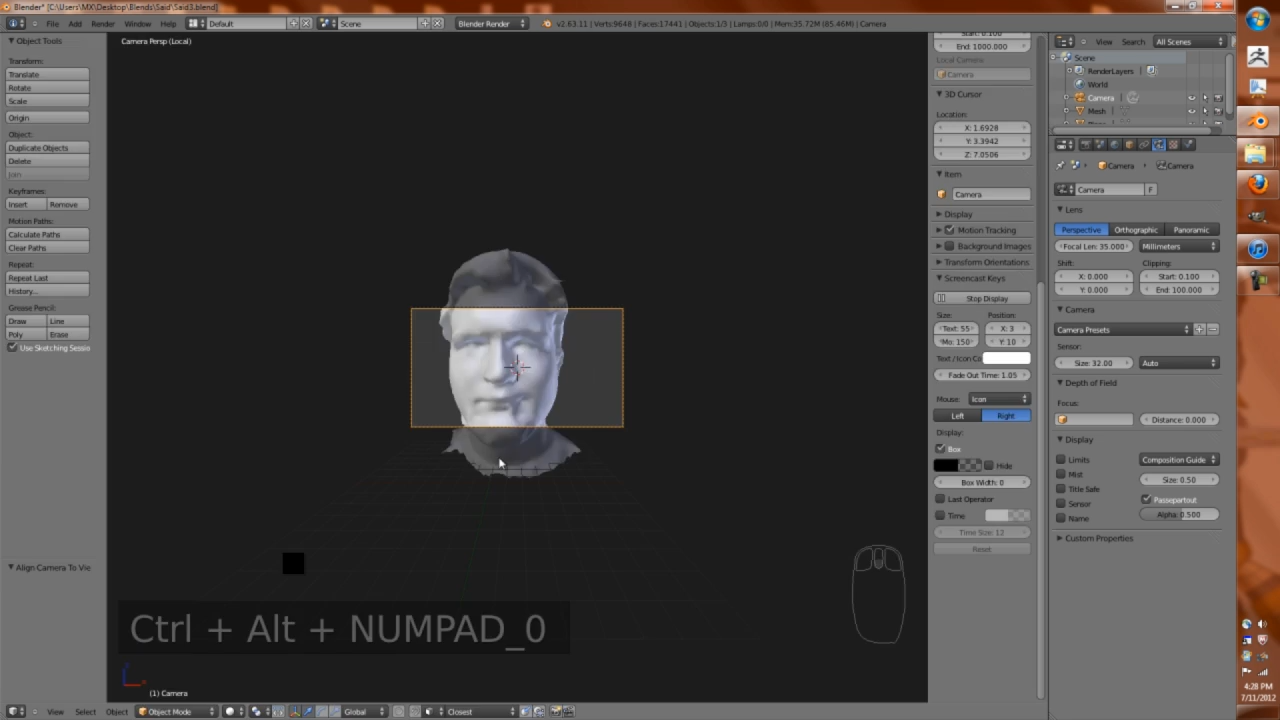 Blender* [C:\Users\MX\Desktop\Blends\Said\Said3.blend]
File Add Render Window Help
Default
Scene
Blender Render
v2.63.11 | Verts:9648 | Faces:17441 | Objects:1/3 | Lamps:0/0 | Mem:35.72M (85.46M) | Camera
Object Tools
Transform:
Translate
Rotate
Scale
Origin
Object:
Duplicate Objects
Delete
Join
Keyframes:
Insert Remove
Motion Paths:
Calculate Paths
Clear Paths
Repeat:
Repeat Last
History...
Grease Pencil:
Draw Line
Poly Erase
Use Sketching Sessio
Align Camera To Vie
Camera Persp (Local)
Ctrl + Alt + NUMPAD_0
(1) Camera
View Select Object
Object Mode
Global
Closest
End: 1000.000
Local Camera:
Camera
3D Cursor
Location:
X: 1.6928
Y: 3.3942
Z: 7.0506
Item
Camera
Display
Motion Tracking
Background Images
Transform Orientations
Screencast Keys
Stop Display
Size: Position:
Text: 55 X: 3
Mo: 150 Y: 10
Text / Icon Co
Fade Out Time: 1.05
Mouse: Icon
Left Right
Display:
Box
Hide
Box Width: 0
Last Operator
Time
Time Size: 12
Reset
View Search All Scenes
Scene
RenderLayers
World
Camera
Mesh
Camera Camera
Camera F
Lens
Perspective Orthographic Panoramic
Focal Len: 35.000 Millimeters
Shift: Clipping:
X: 0.000 Start: 0.100
Y: 0.000 End: 100.000
Camera
Camera Presets
Sensor:
Size: 32.00 Auto
Depth of Field
Focus:
Distance: 0.000
Display
Limits Composition Guide
Mist Size: 0.50
Title Safe Passepartout
Sensor Alpha: 0.500
Name
Custom Properties
4:28 PM
7/11/2012